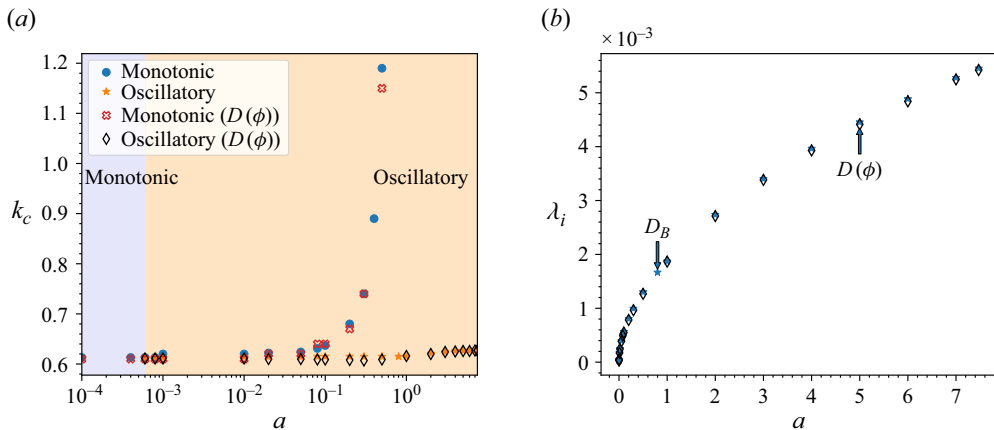 (a)
1.2
1.1
1.0
0.9
0.8
0.7
0.6
k_c
Monotonic
Oscillatory
Monotonic (D(ϕ))
Oscillatory (D(ϕ))
Monotonic
Oscillatory
10⁻⁴
10⁻³
10⁻²
10⁻¹
10⁰
a
(b)
× 10⁻³
5
4
3
2
1
0
λ_i
D_B
D(ϕ)
0
1
2
3
4
5
6
7
a